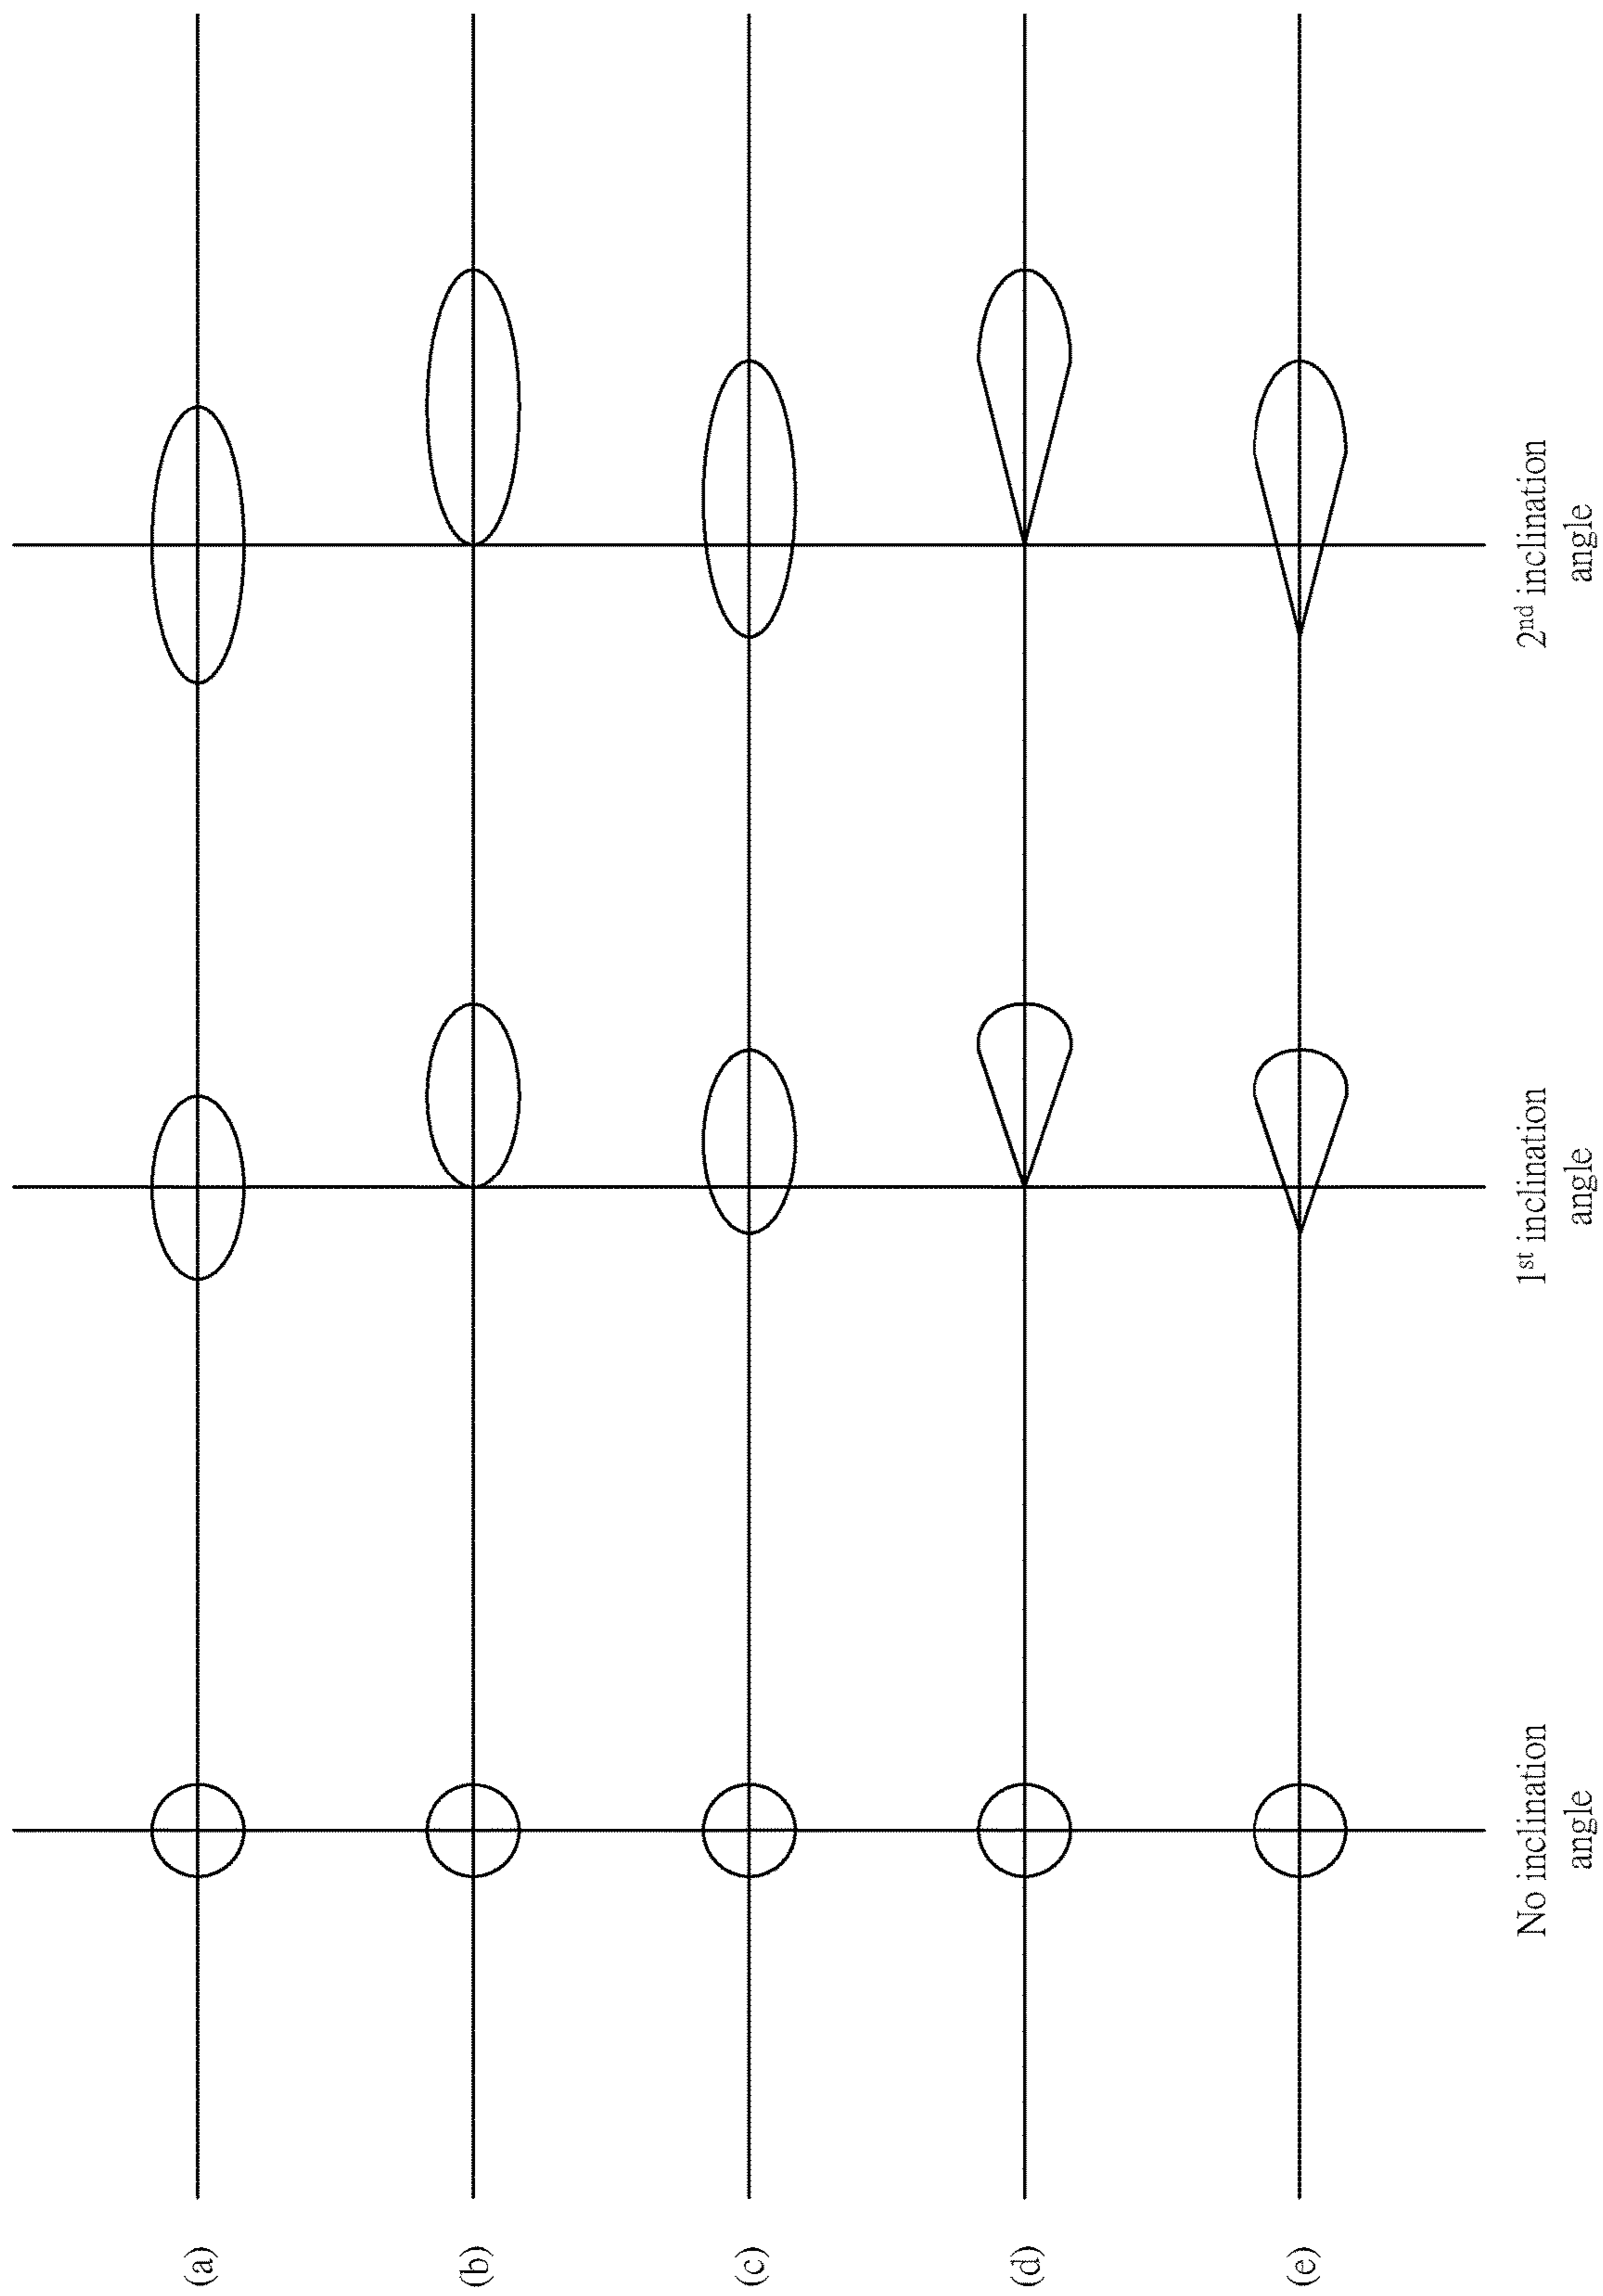 (a)
(b)
(c)
(d)
(e)
No inclination
angle
1st inclination
angle
2nd inclination
angle